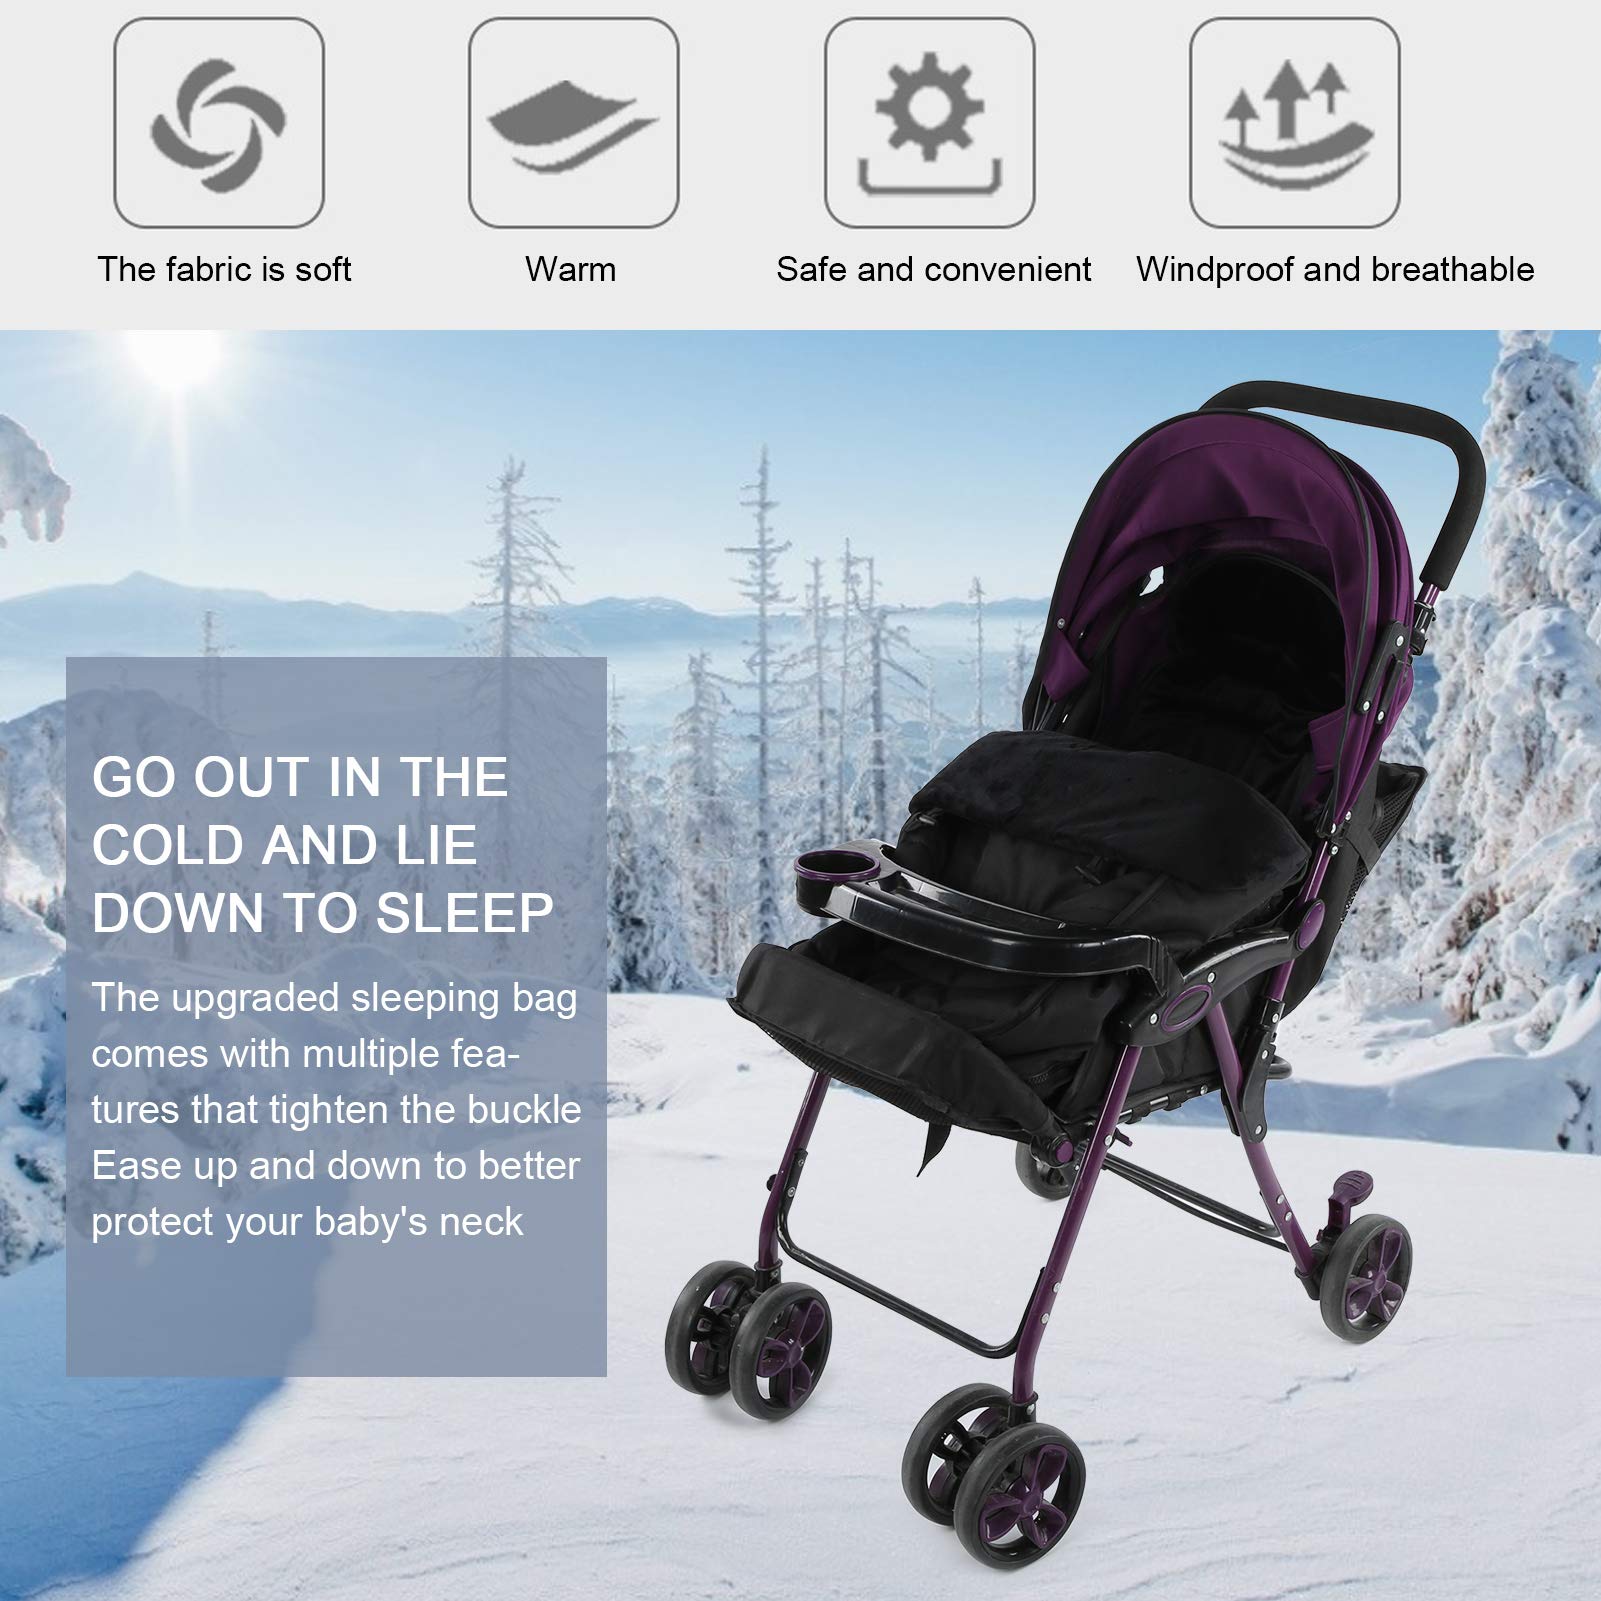 The fabric is soft
Warm
Safe and convenient
Windproof and breathable
GO OUT IN THE
COLD AND LIE
DOWN TO SLEEP
The upgraded sleeping bag
comes with multiple fea-
tures that tighten the buckle
Ease up and down to better
protect your baby's neck